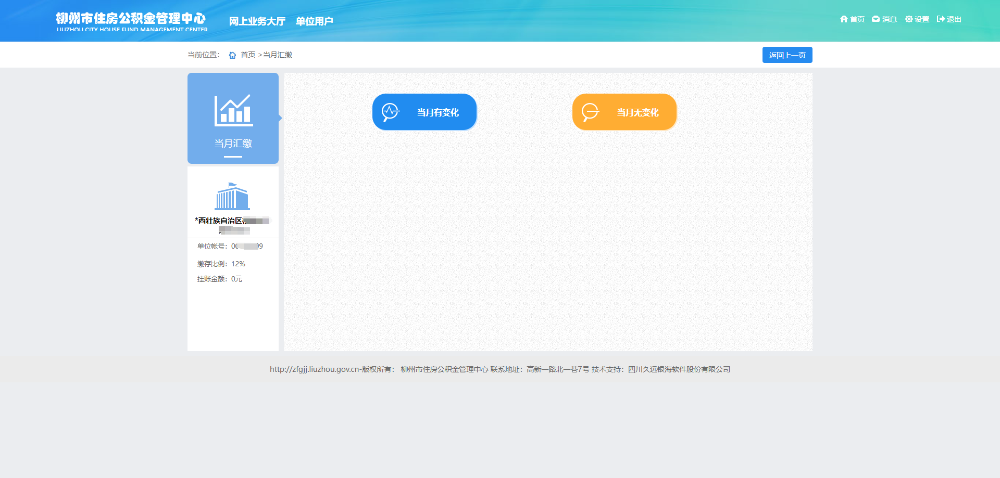 柳州市住房公积金管理中心
LIUZHOU CITY HOUSE FUND MANAGEMENT CENTER
网上业务大厅 单位用户
首页 消息 设置 退出
当前位置： 首页 >当月汇缴
返回上一页
当月汇缴
当月有变化
当月无变化
*西壮族自治区
单位帐号：00 09
缴存比例：12%
挂账金额：0元
http://zfgjj.liuzhou.gov.cn-版权所有： 柳州市住房公积金管理中心 联系地址：高新一路北一巷7号 技术支持：四川久远银海软件股份有限公司